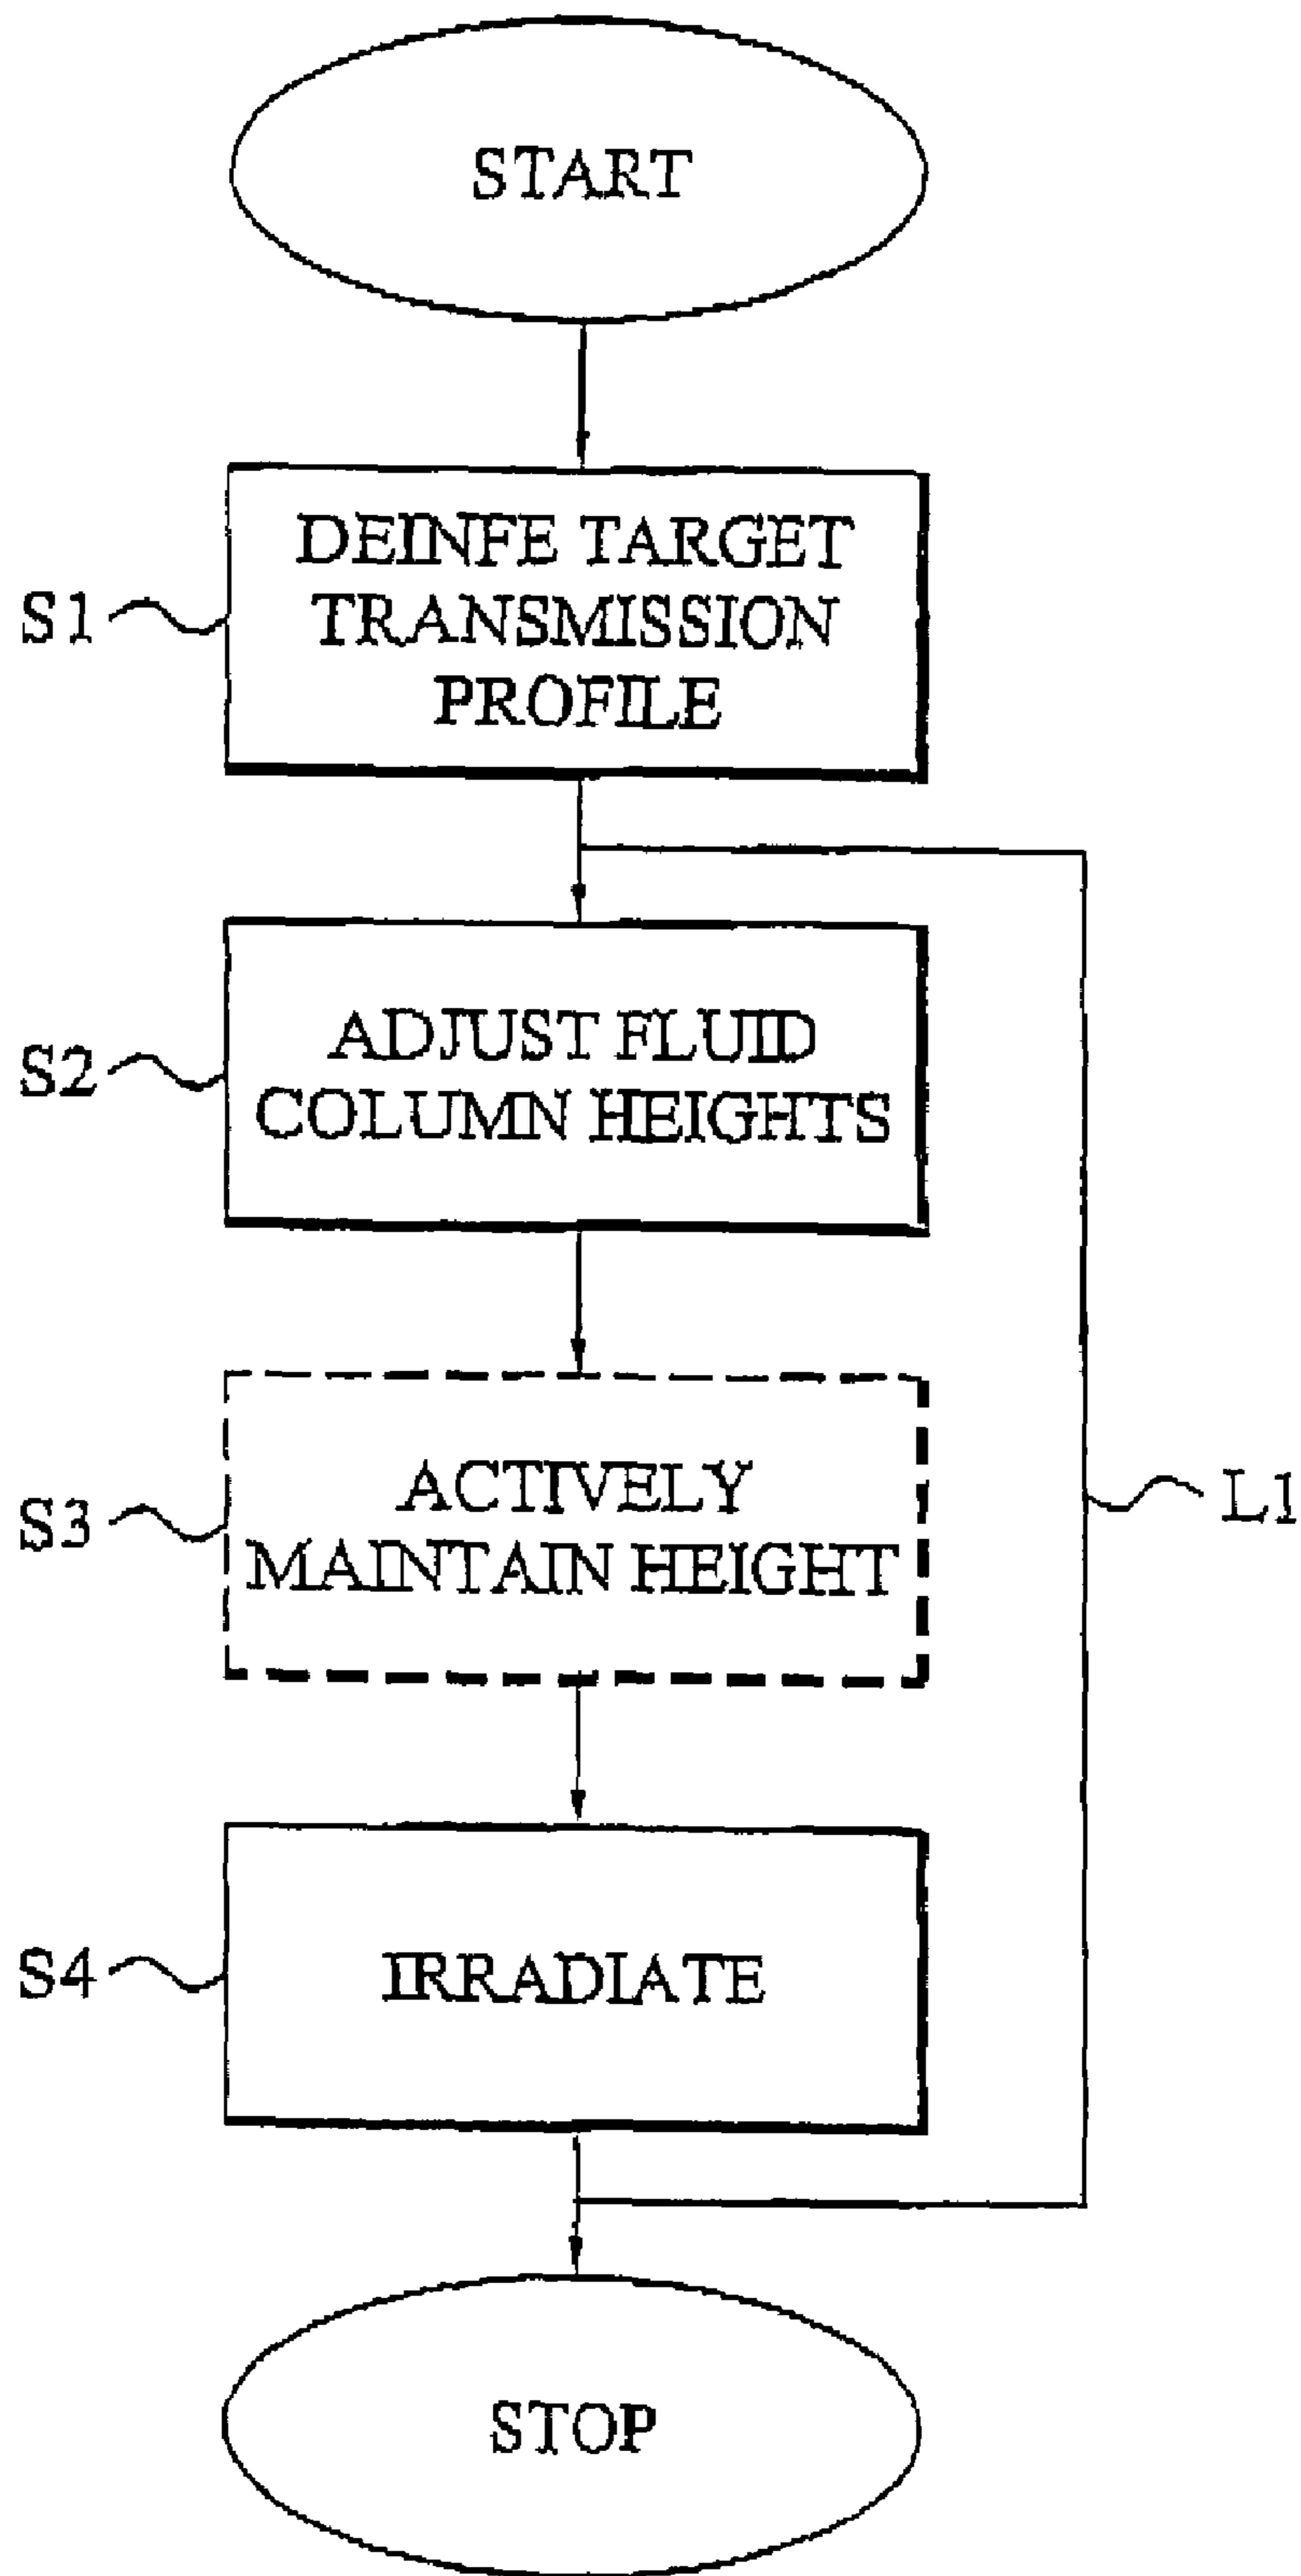 START
S1
DEINFE TARGET
TRANSMISSION
PROFILE
S2
ADJUST FLUID
COLUMN HEIGHTS
S3
ACTIVELY
MAINTAIN HEIGHT
L1
S4
IRRADIATE
STOP